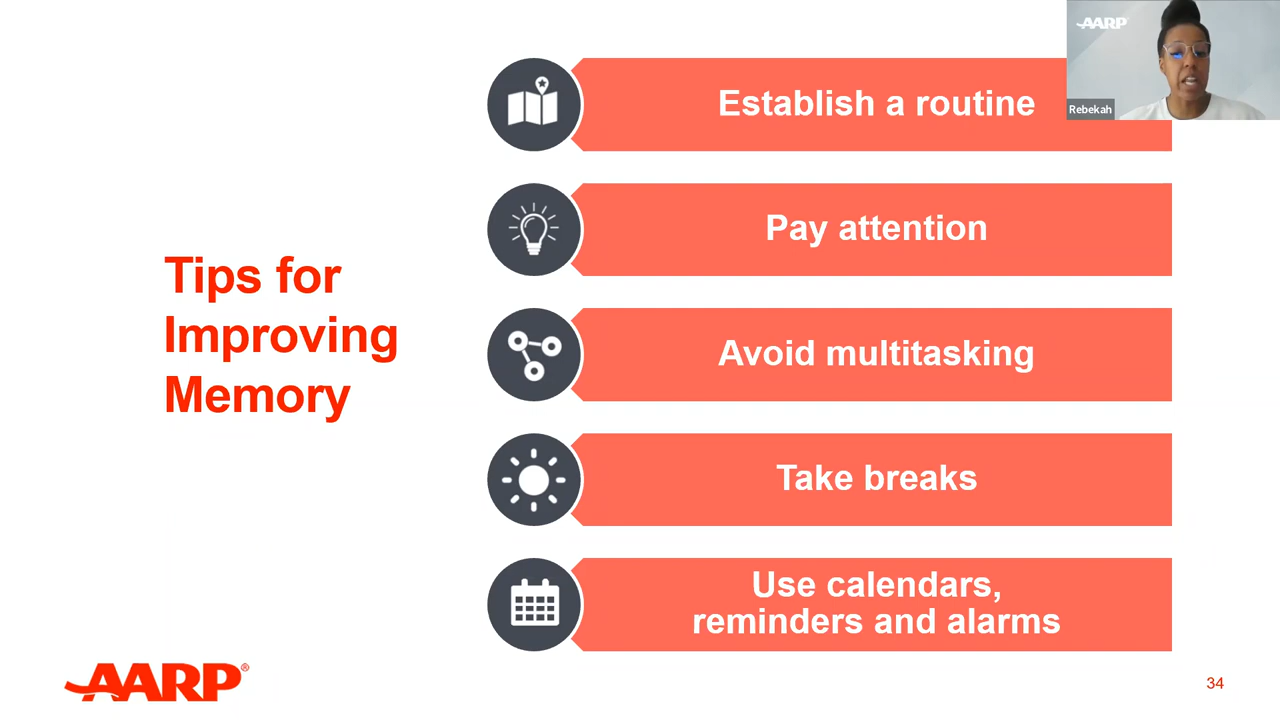 AARP
Rebekah
Establish a routine
Pay attention
Tips for
Improving
Memory
Avoid multitasking
Take breaks
Use calendars,
reminders and alarms
AARP®
34